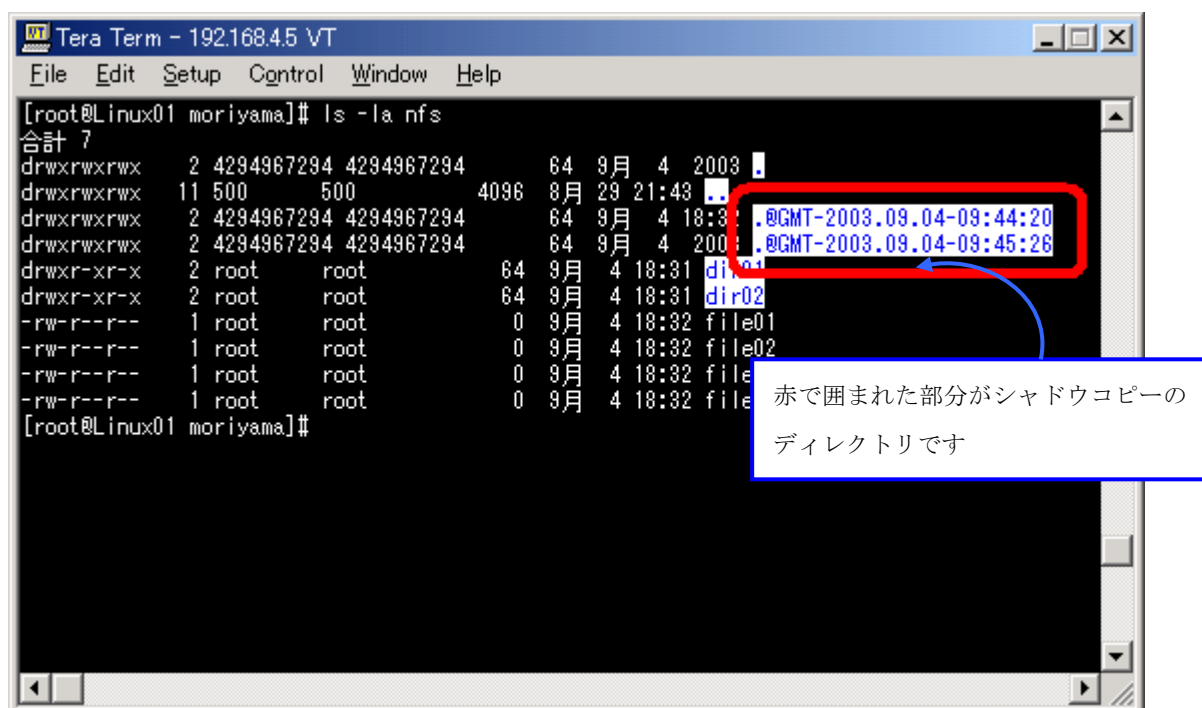 Tera Term - 192.168.4.5 VT
File Edit Setup Control Window Help
[root@Linux01 moriyama]# ls -la nfs
合計 7
drwxrwxrwx 2 4294967294 4294967294 64 9月 4 2003 .
drwxrwxrwx 11 500 500 4096 8月 29 21:43 ..
drwxrwxrwx 2 4294967294 4294967294 64 9月 4 18:32 .@GMT-2003.09.04-09:44:20
drwxrwxrwx 2 4294967294 4294967294 64 9月 4 2003 .@GMT-2003.09.04-09:45:26
drwxr-xr-x 2 root root 64 9月 4 18:31 dir01
drwxr-xr-x 2 root root 64 9月 4 18:31 dir02
-rw-r--r-- 1 root root 0 9月 4 18:32 file01
-rw-r--r-- 1 root root 0 9月 4 18:32 file02
-rw-r--r-- 1 root root 0 9月 4 18:32 file
-rw-r--r-- 1 root root 0 9月 4 18:32 file
[root@Linux01 moriyama]#
赤で囲まれた部分がシャドウコピーの
ディレクトリです